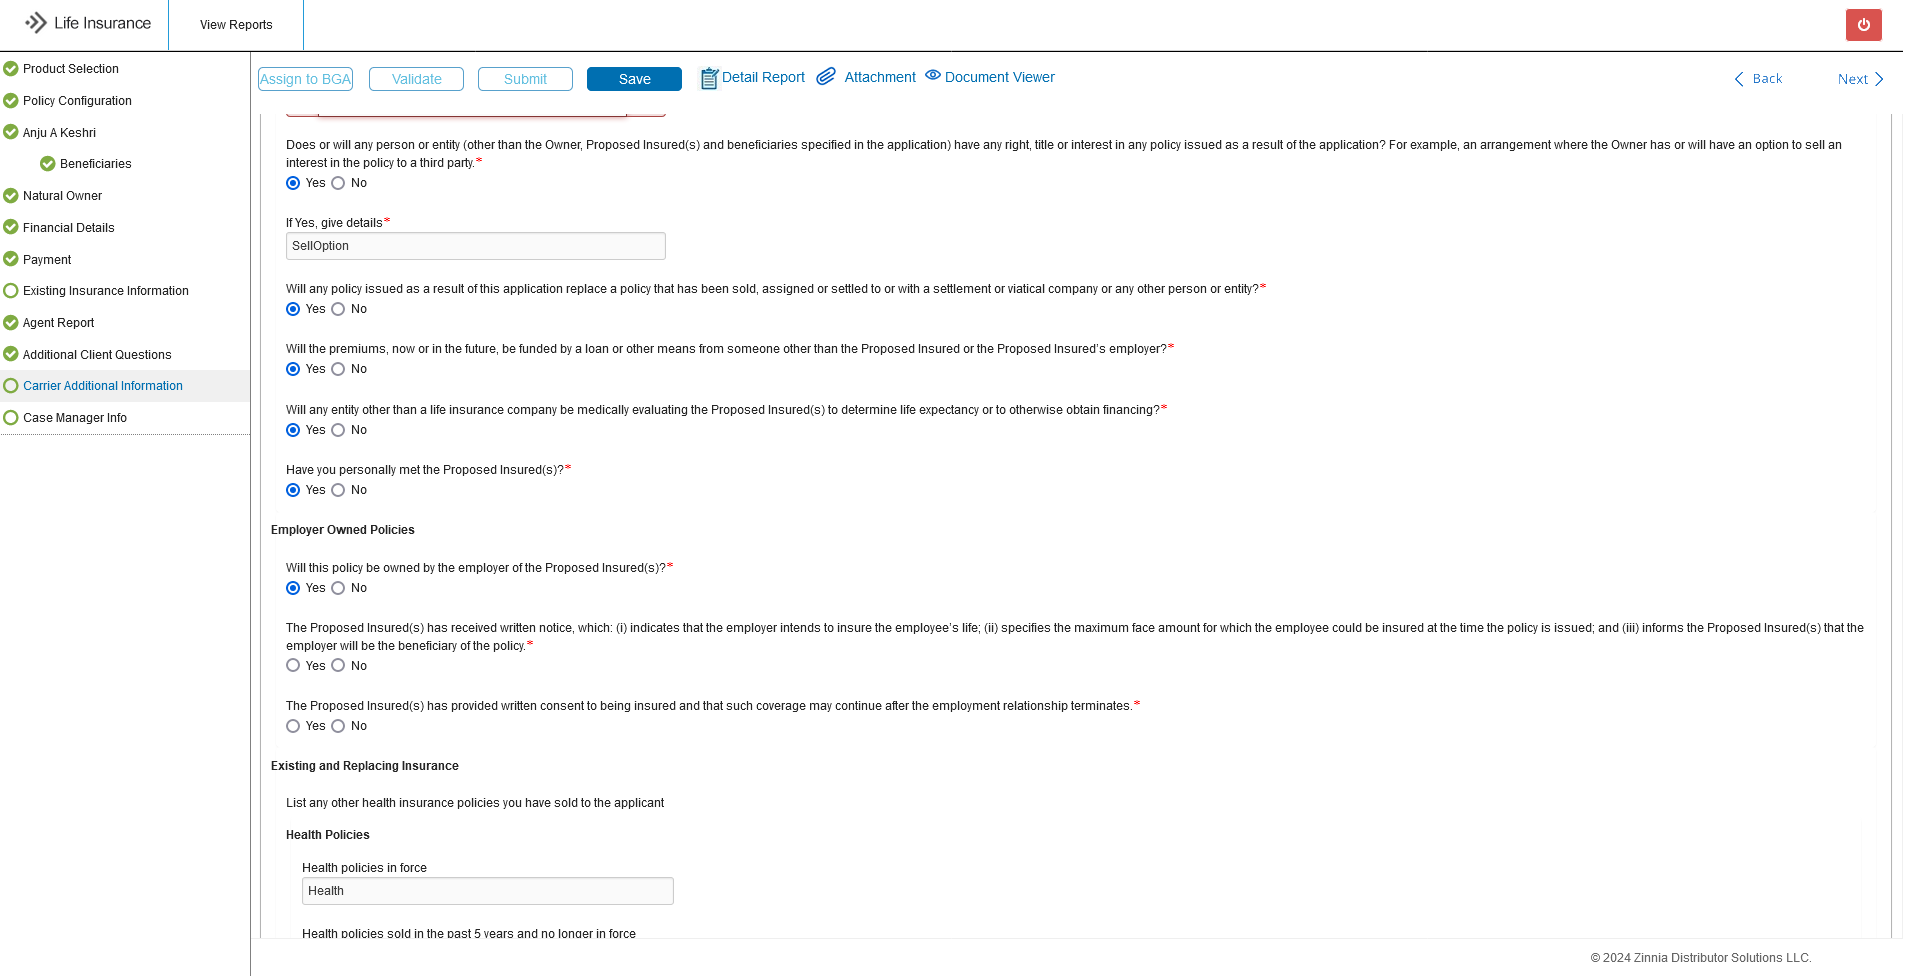 Life Insurance
View Reports
Product Selection
Policy Configuration
Anju A Keshri
Beneficiaries
Natural Owner
Financial Details
Payment
Existing Insurance Information
Agent Report
Additional Client Questions
Carrier Additional Information
Case Manager Info
Assign to BGA
Validate
Submit
Save
Detail Report
Attachment
Document Viewer
Back
Next
Does or will any person or entity (other than the Owner, Proposed Insured(s) and beneficiaries specified in the application) have any right, title or interest in any policy issued as a result of the application? For example, an arrangement where the Owner has or will have an option to sell an
interest in the policy to a third party.*
Yes No
If Yes, give details*
SellOption
Will any policy issued as a result of this application replace a policy that has been sold, assigned or settled to or with a settlement or viatical company or any other person or entity?*
Yes No
Will the premiums, now or in the future, be funded by a loan or other means from someone other than the Proposed Insured or the Proposed Insured's employer?*
Yes No
Will any entity other than a life insurance company be medically evaluating the Proposed Insured(s) to determine life expectancy or to otherwise obtain financing?*
Yes No
Have you personally met the Proposed Insured(s)?*
Yes No
Employer Owned Policies
Will this policy be owned by the employer of the Proposed Insured(s)?*
Yes No
The Proposed Insured(s) has received written notice, which: (i) indicates that the employer intends to insure the employee's life; (ii) specifies the maximum face amount for which the employee could be insured at the time the policy is issued; and (iii) informs the Proposed Insured(s) that the
employer will be the beneficiary of the policy.*
Yes No
The Proposed Insured(s) has provided written consent to being insured and that such coverage may continue after the employment relationship terminates.*
Yes No
Existing and Replacing Insurance
List any other health insurance policies you have sold to the applicant
Health Policies
Health policies in force
Health
Health policies sold in the past 5 years and no longer in force
© 2024 Zinnia Distributor Solutions LLC.